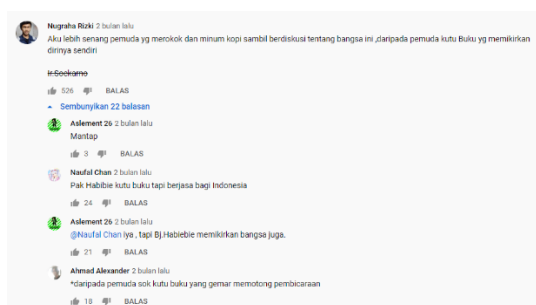 Nugraha Rizki 2 bulan lalu
Aku lebih senang pemuda yg merokok dan minum kopi sambil berdiskusi tentang bangsa ini ,daripada pemuda kutu Buku yg memikirkan
dirinya sendiri
Ir.Soekarno
526 BALAS
Sembunyikan 22 balasan
Aslement 26 2 bulan lalu
Mantap
3 BALAS
Naufal Chan 2 bulan lalu
Pak Habibie kutu buku tapi berjasa bagi Indonesia
24 BALAS
Aslement 26 2 bulan lalu
@Naufal Chan iya , tapi Bj.Habiebie memikirkan bangsa juga.
21 BALAS
Ahmad Alexander 2 bulan lalu
*daripada pemuda sok kutu buku yang gemar memotong pembicaraan
18 BALAS